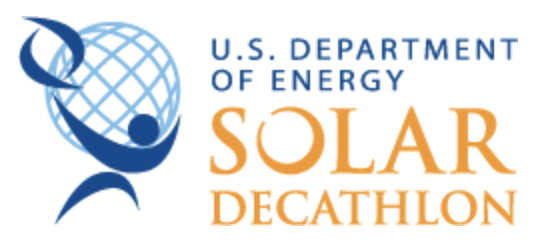 U.S. DEPARTMENT
OF ENERGY
SOLAR
DECATHLON